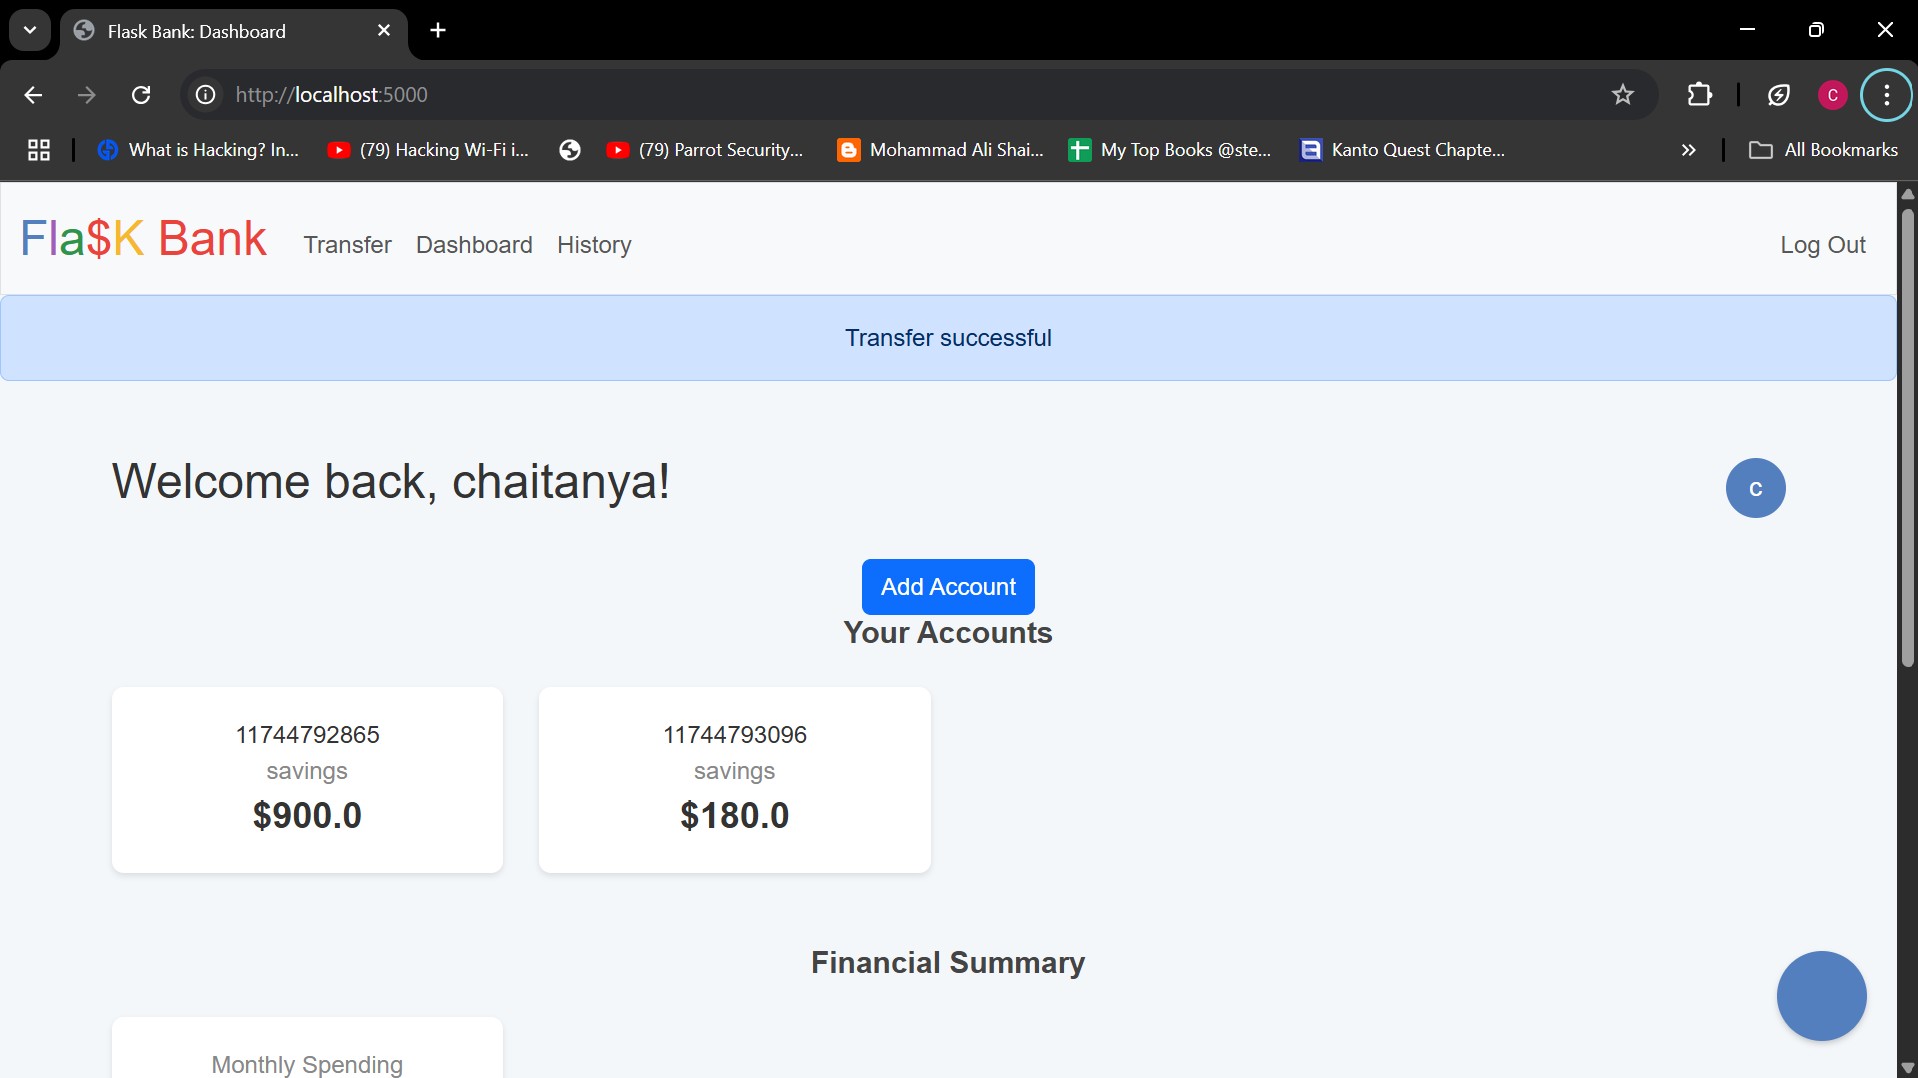 Flask Bank: Dashboard
http://localhost:5000
C
What is Hacking? In...
(79) Hacking Wi-Fi i...
(79) Parrot Security...
Mohammad Ali Shai...
My Top Books @ste...
Kanto Quest Chapte...
All Bookmarks
Fla$K Bank
Transfer
Dashboard
History
Log Out
Transfer successful
Welcome back, chaitanya!
C
Add Account
Your Accounts
11744792865
savings
$900.0
11744793096
savings
$180.0
Financial Summary
Monthly Spending